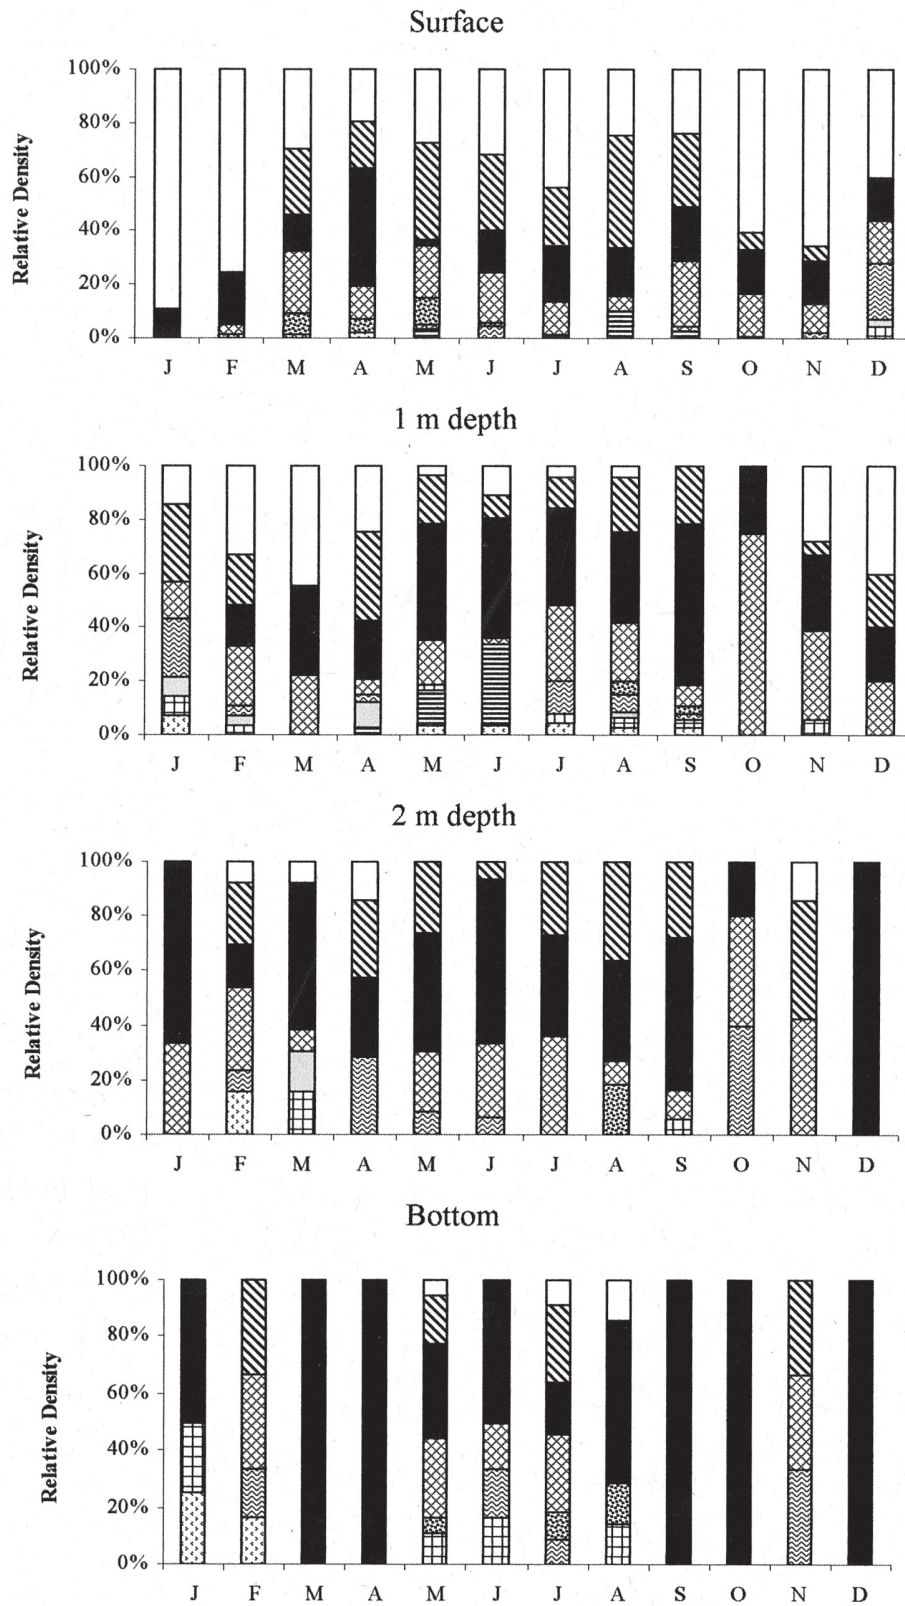 Surface
Relative Density
100%
80%
60%
40%
20%
0%
J F M A M J J A S O N D
1 m depth
Relative Density
100%
80%
60%
40%
20%
0%
J F M A M J J A S O N D
2 m depth
Relative Density
100%
80%
60%
40%
20%
0%
J F M A M J J A S O N D
Bottom
Relative Density
100%
80%
60%
40%
20%
0%
J F M A M J J A S O N D